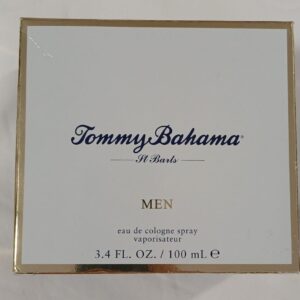 Tommy Bahama®
St Barts
MEN
eau de cologne spray
vaporisateur
3.4 FL. OZ. / 100 mL ℮